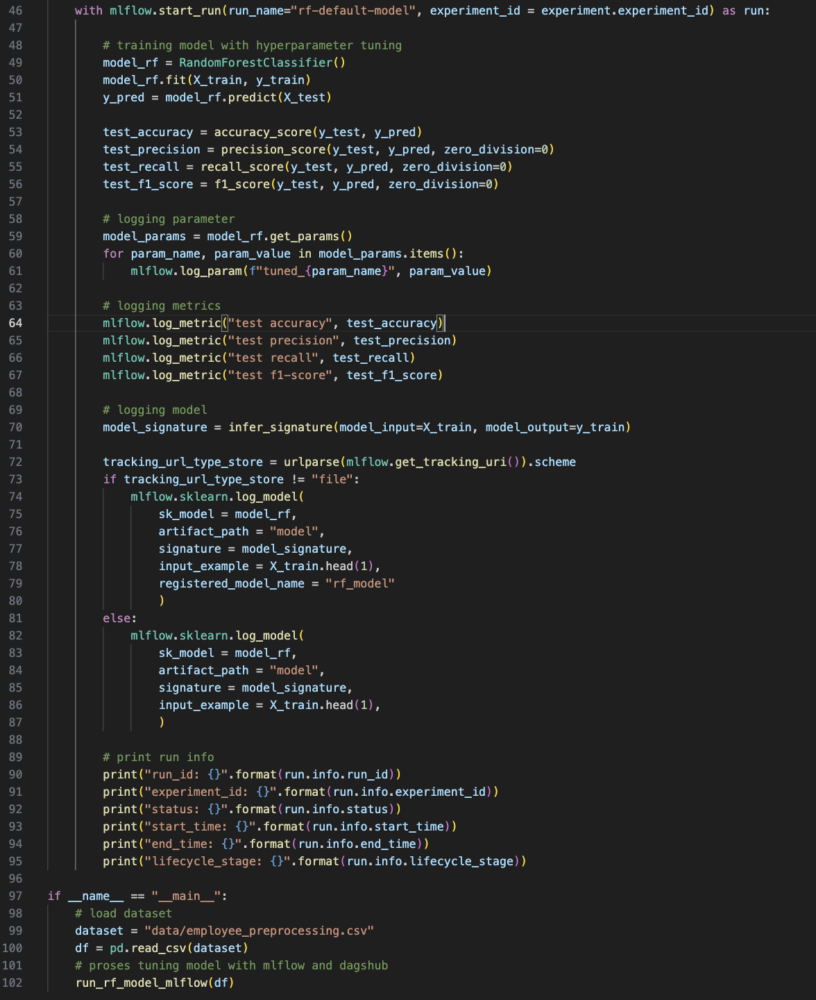 46 with mlflow.start_run(run_name="rf-default-model", experiment_id = experiment.experiment_id) as run:
47
48 # training model with hyperparameter tuning
49 model_rf = RandomForestClassifier()
50 model_rf.fit(X_train, y_train)
51 y_pred = model_rf.predict(X_test)
52
53 test_accuracy = accuracy_score(y_test, y_pred)
54 test_precision = precision_score(y_test, y_pred, zero_division=0)
55 test_recall = recall_score(y_test, y_pred, zero_division=0)
56 test_f1_score = f1_score(y_test, y_pred, zero_division=0)
57
58 # logging parameter
59 model_params = model_rf.get_params()
60 for param_name, param_value in model_params.items():
61 mlflow.log_param(f"tuned_{param_name}", param_value)
62
63 # logging metrics
64 mlflow.log_metric("test accuracy", test_accuracy)
65 mlflow.log_metric("test precision", test_precision)
66 mlflow.log_metric("test recall", test_recall)
67 mlflow.log_metric("test f1-score", test_f1_score)
68
69 # logging model
70 model_signature = infer_signature(model_input=X_train, model_output=y_train)
71
72 tracking_url_type_store = urlparse(mlflow.get_tracking_uri()).scheme
73 if tracking_url_type_store != "file":
74 mlflow.sklearn.log_model(
75 sk_model = model_rf,
76 artifact_path = "model",
77 signature = model_signature,
78 input_example = X_train.head(1),
79 registered_model_name = "rf_model"
80 )
81 else:
82 mlflow.sklearn.log_model(
83 sk_model = model_rf,
84 artifact_path = "model",
85 signature = model_signature,
86 input_example = X_train.head(1),
87 )
88
89 # print run info
90 print("run_id: {}".format(run.info.run_id))
91 print("experiment_id: {}".format(run.info.experiment_id))
92 print("status: {}".format(run.info.status))
93 print("start_time: {}".format(run.info.start_time))
94 print("end_time: {}".format(run.info.end_time))
95 print("lifecycle_stage: {}".format(run.info.lifecycle_stage))
96
97 if __name__ == "__main__":
98 # load dataset
99 dataset = "data/employee_preprocessing.csv"
100 df = pd.read_csv(dataset)
101 # proses tuning model with mlflow and dagshub
102 run_rf_model_mlflow(df)